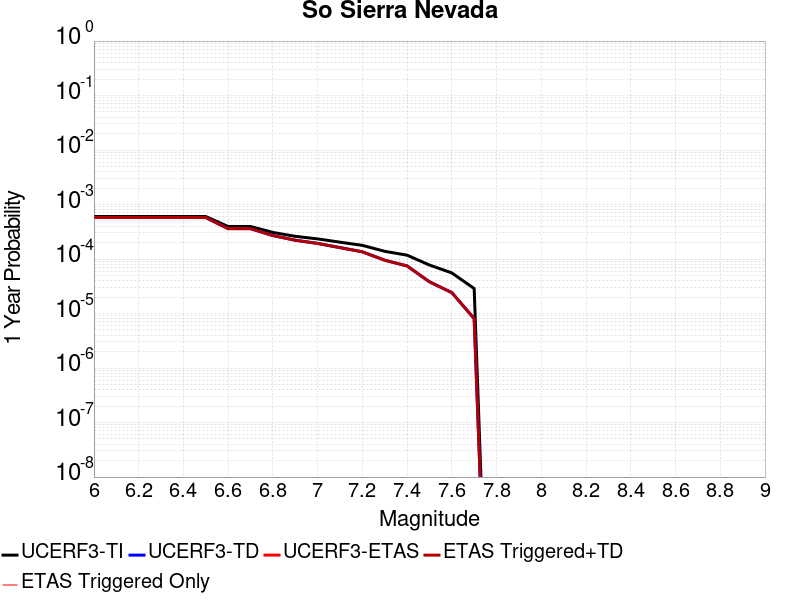 So Sierra Nevada
10^0
10^-1
10^-2
10^-3
10^-4
10^-5
10^-6
10^-7
10^-8
1 Year Probability
6 6.2 6.4 6.6 6.8 7 7.2 7.4 7.6 7.8 8 8.2 8.4 8.6 8.8 9
Magnitude
UCERF3-TI UCERF3-TD UCERF3-ETAS ETAS Triggered+TD
ETAS Triggered Only